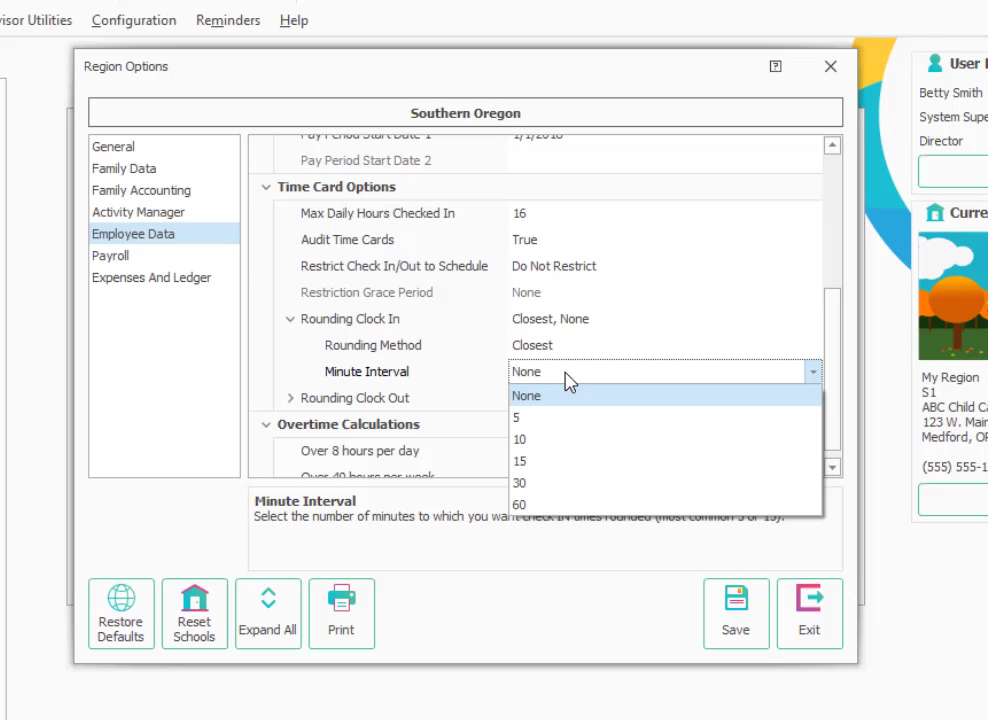 visor Utilities Configuration Reminders Help
Region Options
Southern Oregon
General
Family Data
Family Accounting
Activity Manager
Employee Data
Payroll
Expenses And Ledger
Pay Period Start Date 1
Pay Period Start Date 2
Time Card Options
Max Daily Hours Checked In 16
Audit Time Cards True
Restrict Check In/Out to Schedule Do Not Restrict
Restriction Grace Period None
Rounding Clock In Closest, None
Rounding Method Closest
Minute Interval None
None
5
10
15
30
60
Rounding Clock Out
Overtime Calculations
Over 8 hours per day
Over 40 hours per week
Minute Interval
Select the number of minutes to which you want check IN times rounded (most common 5 or 15).
Restore
Defaults
Reset
Schools
Expand All
Print
Save
Exit
User
Betty Smith
System Supe
Director
Curre
My Region
S1
ABC Child Ca
123 W. Main
Medford, OR
(555) 555-1